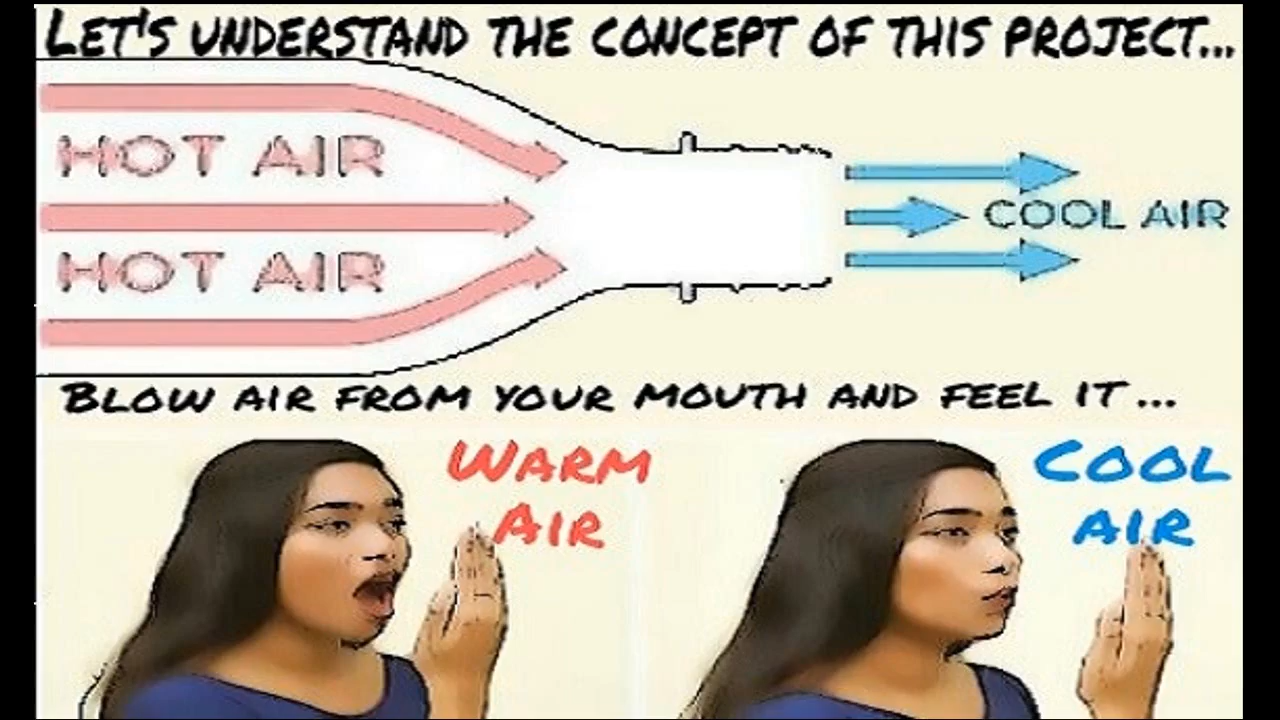 LET'S UNDERSTAND THE CONCEPT OF THIS PROJECT...
HOT AIR
HOT AIR
COOL AIR
BLOW AIR FROM YOUR MOUTH AND FEEL IT ...
WARM
AIR
COOL
AIR